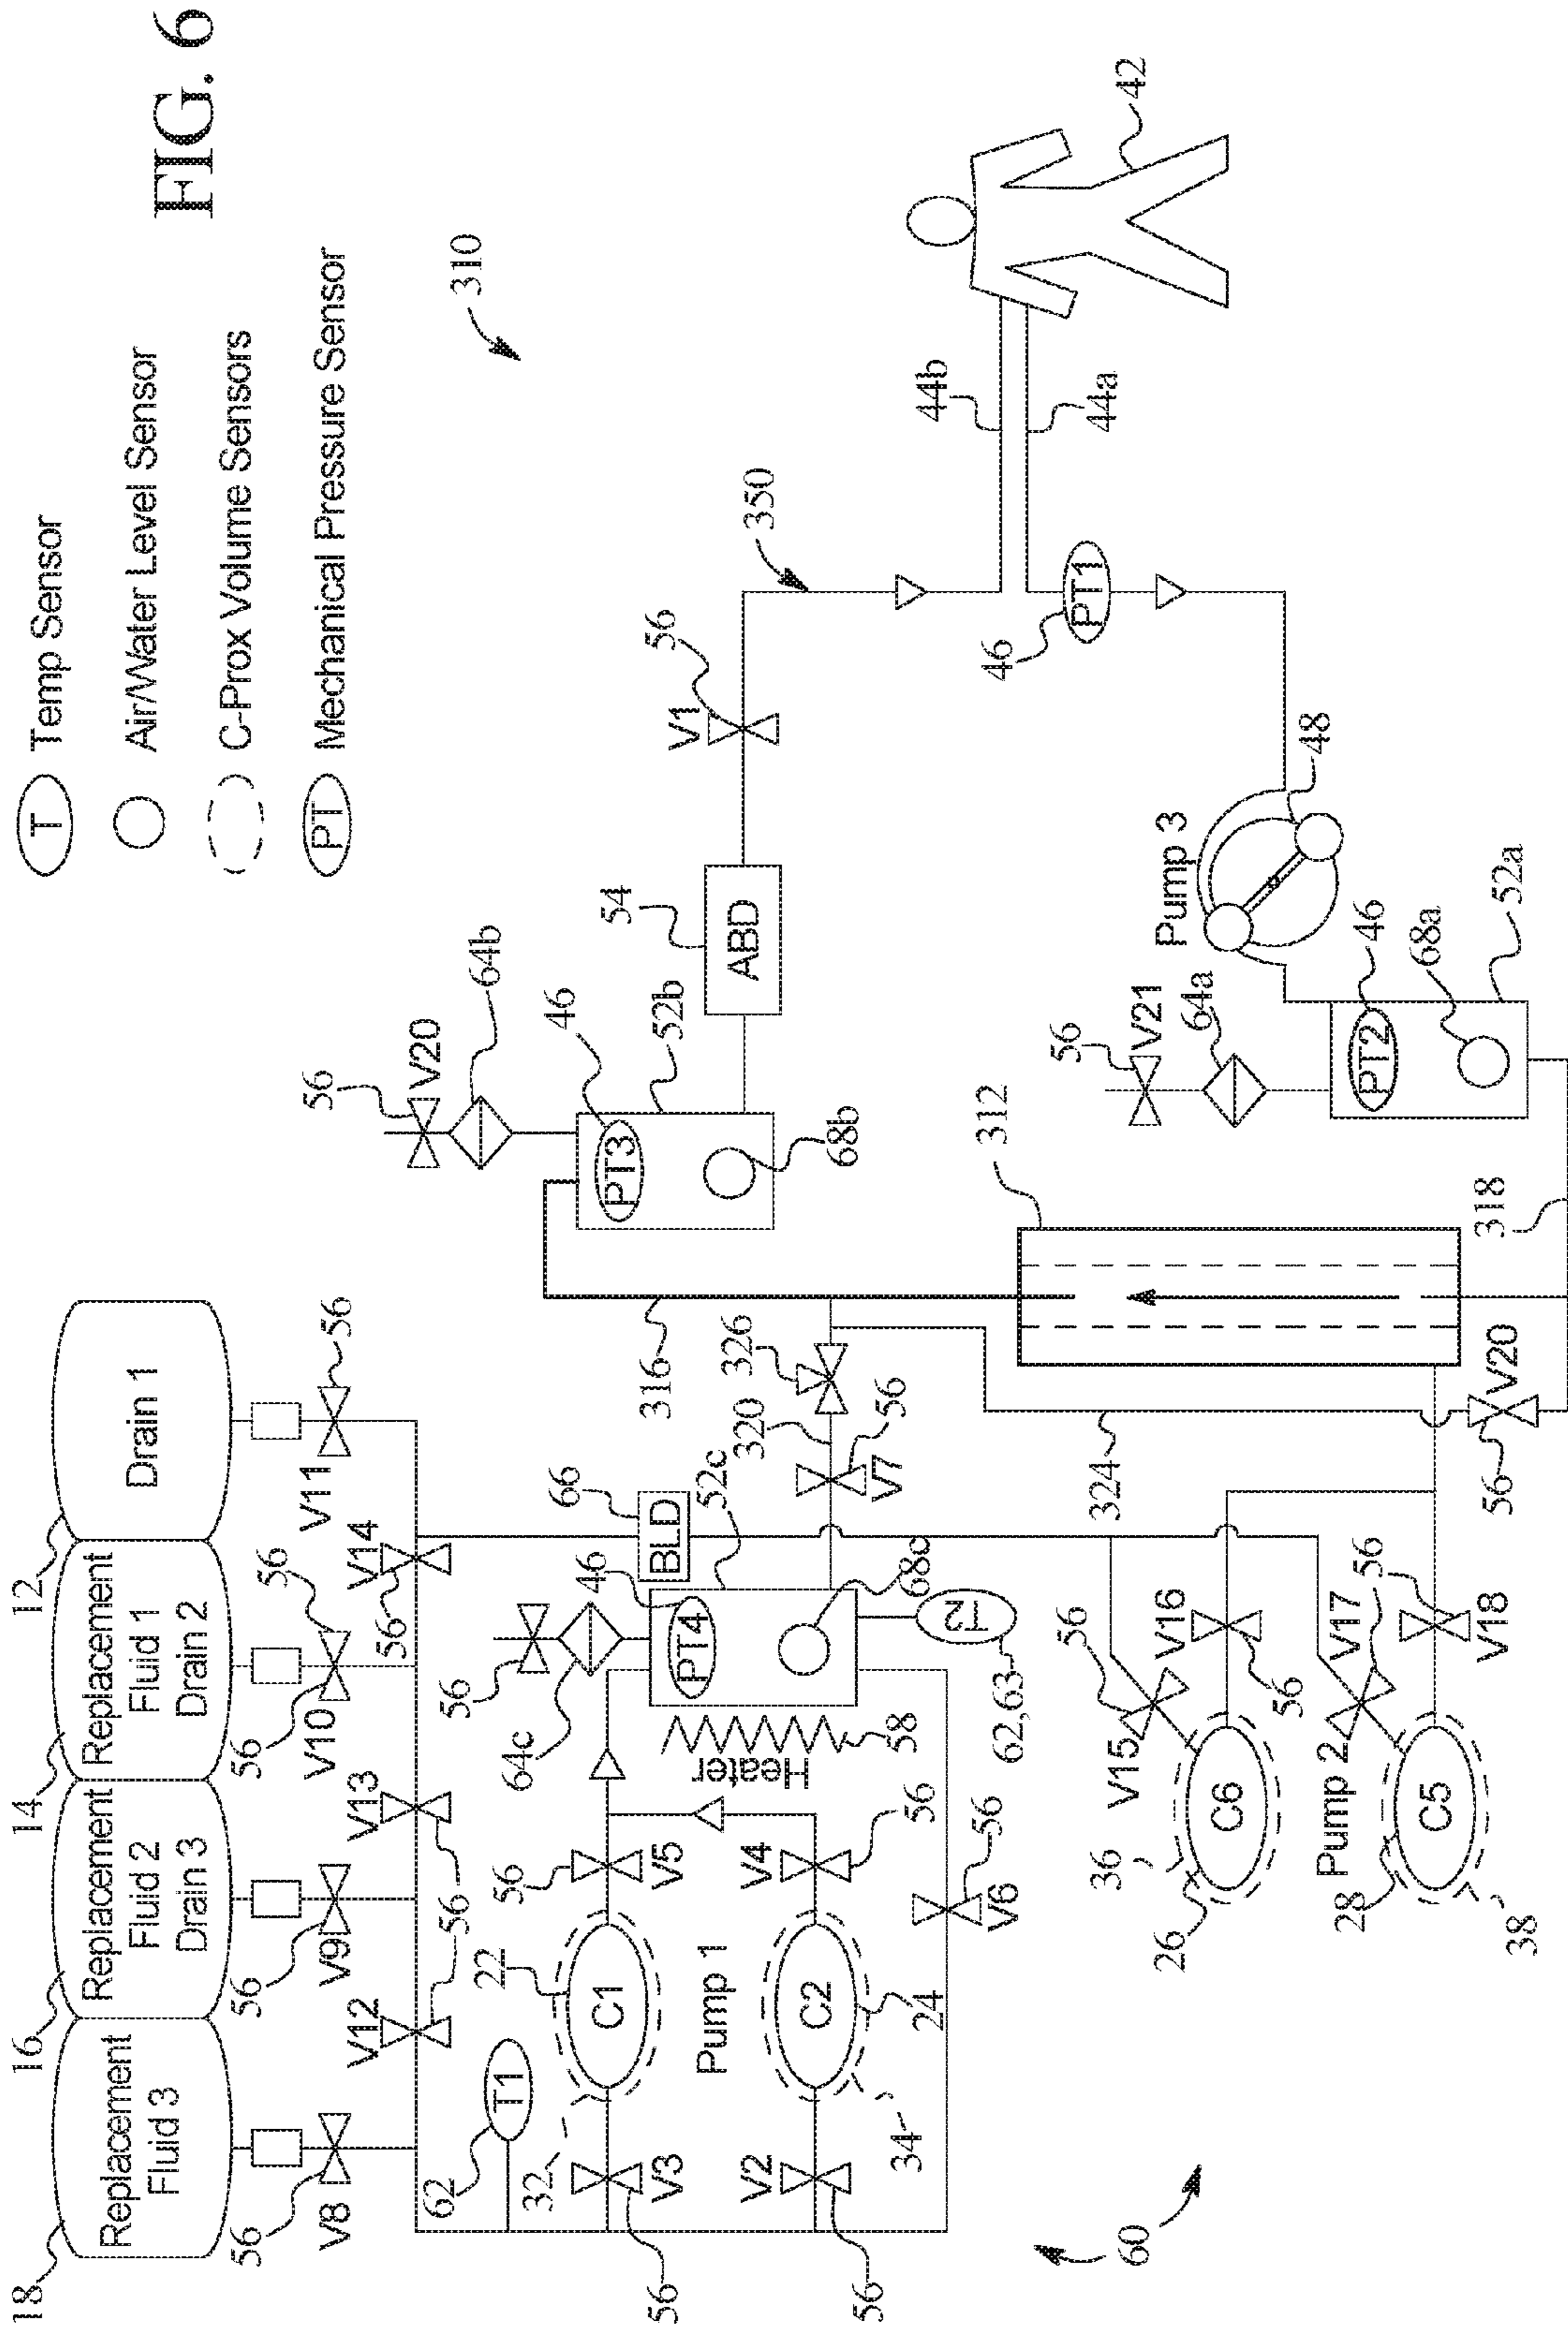 FIG. 6
T Temp Sensor
Air/Water Level Sensor
C-Prox Volume Sensors
PT Mechanical Pressure Sensor
310
18
16
14
12
Replacement
Fluid 3
Replacement
Fluid 2
Drain 3
Replacement
Fluid 1
Drain 2
Drain 1
56
V8
56
V9
56
V10
56
V11
56
V12
56
V13
56
V14
56
62
T1
32
22
C1
V3
56
V5
56
Pump 1
V2
56
C2
34
24
V4
56
V6
56
56
64c
46
PT4
52c
68c
Heater
58
T2
62,63
66
BLD
V7
56
320
326
316
324
56
V20
64b
46
PT3
52b
68b
54
ABD
V1
56
350
44b
44a
42
46
PT1
Pump 3
48
56
V21
64a
46
PT2
68a
52a
312
318
V20
56
56
V15
V16
56
36
C6
26
Pump 2
V17
56
V18
28
C5
38
60